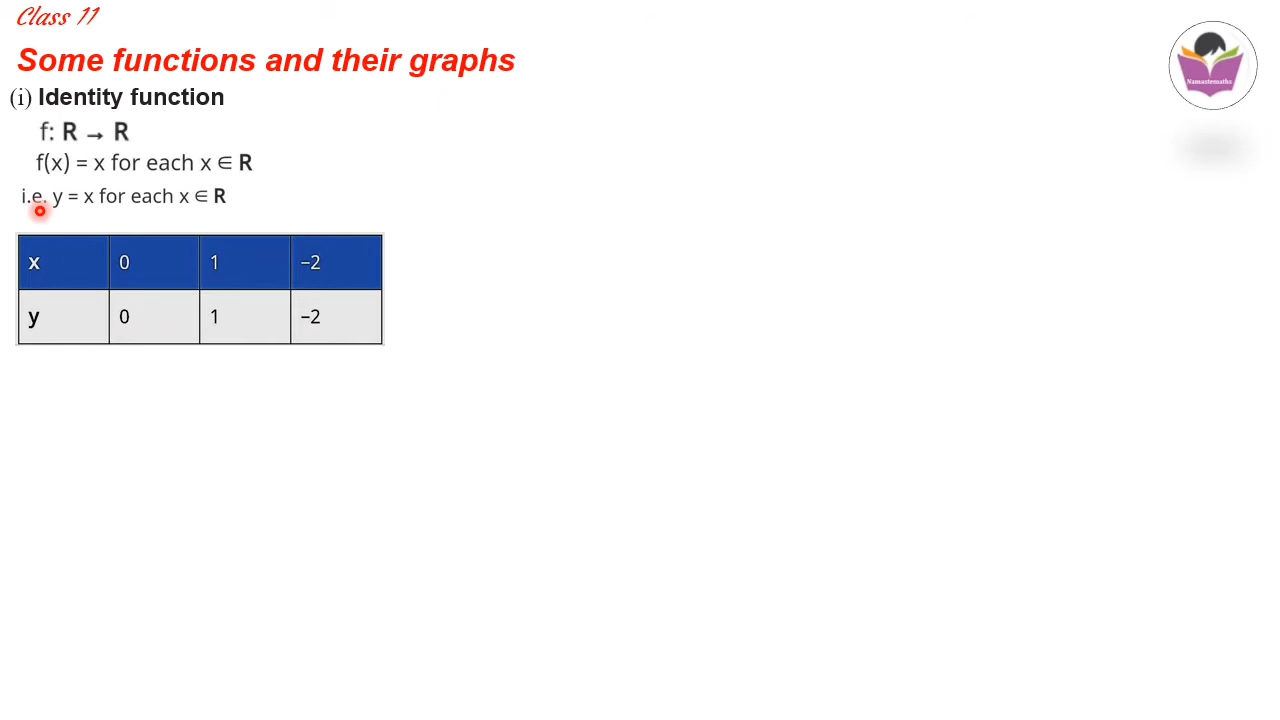 Class 11
Some functions and their graphs
Namastemaths
(i) Identity function
f: R → R
f(x) = x for each x ∈ R
i.e. y = x for each x ∈ R
x 0 1 −2
y 0 1 −2